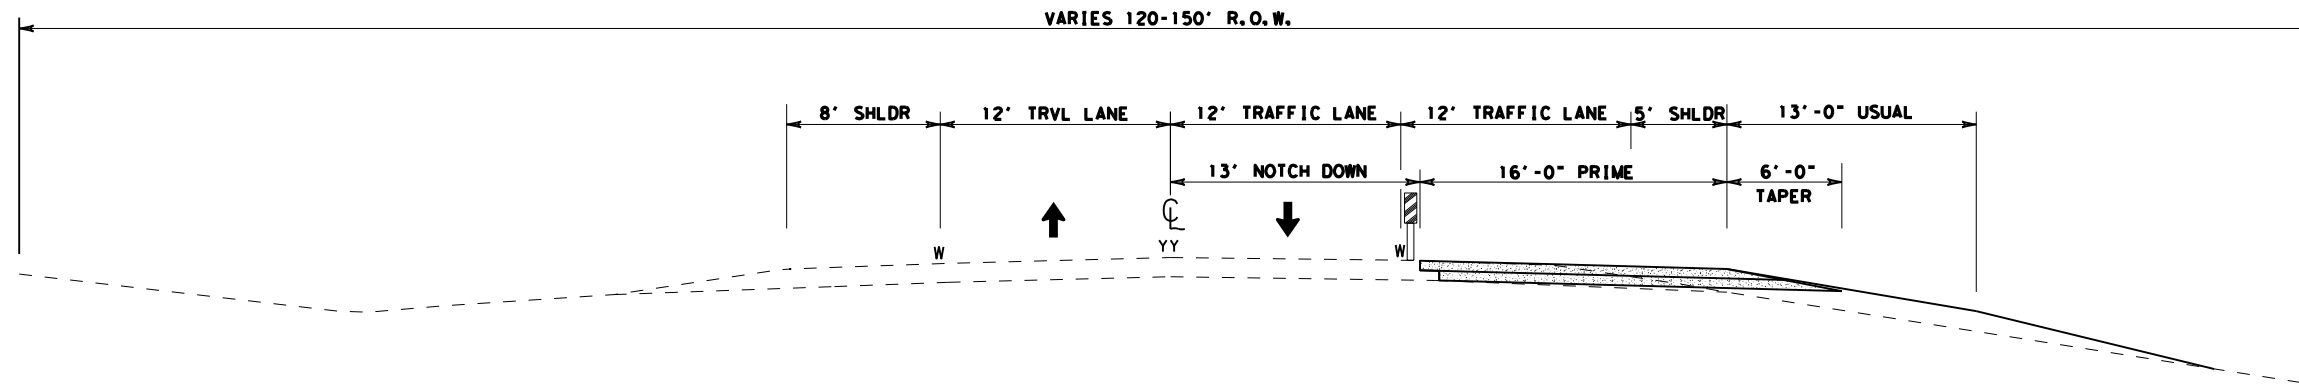 VARIES 120-150' R.O.W.
8' SHLDR 12' TRVL LANE 12' TRAFFIC LANE 12' TRAFFIC LANE 5' SHLDR 13'-0" USUAL
13' NOTCH DOWN 16'-0" PRIME 6'-0"
TAPER
CL
YY
W W